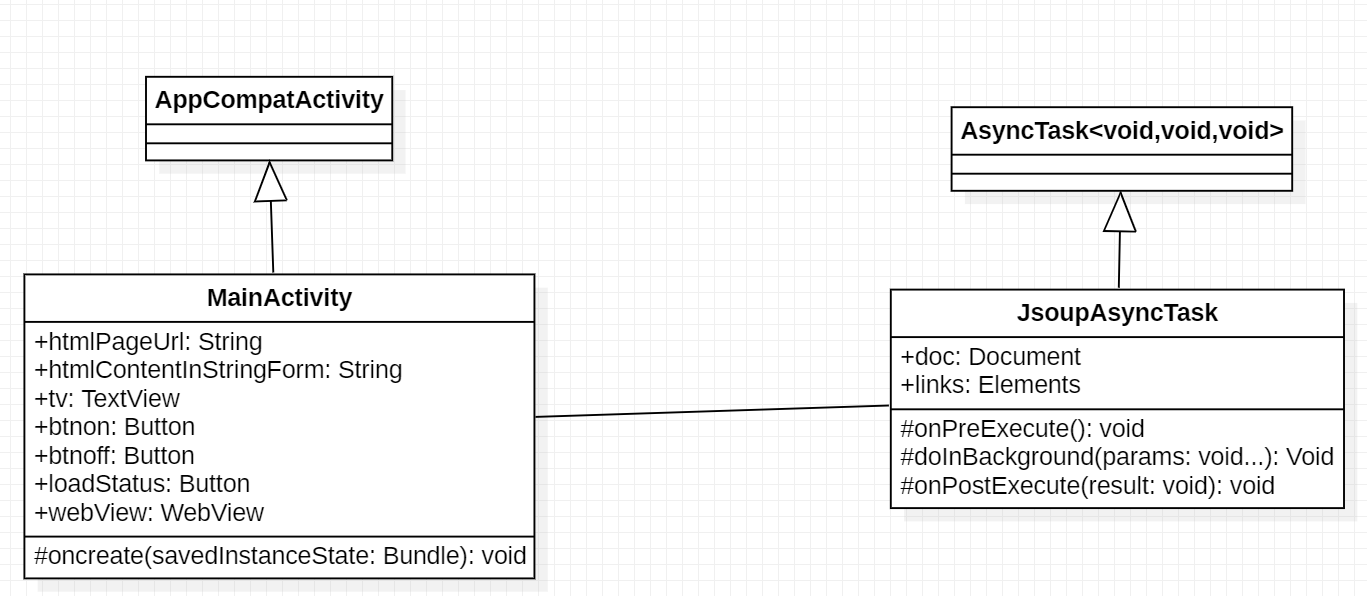 AppCompatActivity
MainActivity
+htmlPageUrl: String
+htmlContentInStringForm: String
+tv: TextView
+btnon: Button
+btnoff: Button
+loadStatus: Button
+webView: WebView
#oncreate(savedInstanceState: Bundle): void
AsyncTask<void,void,void>
JsoupAsyncTask
+doc: Document
+links: Elements
#onPreExecute(): void
#doInBackground(params: void...): Void
#onPostExecute(result: void): void